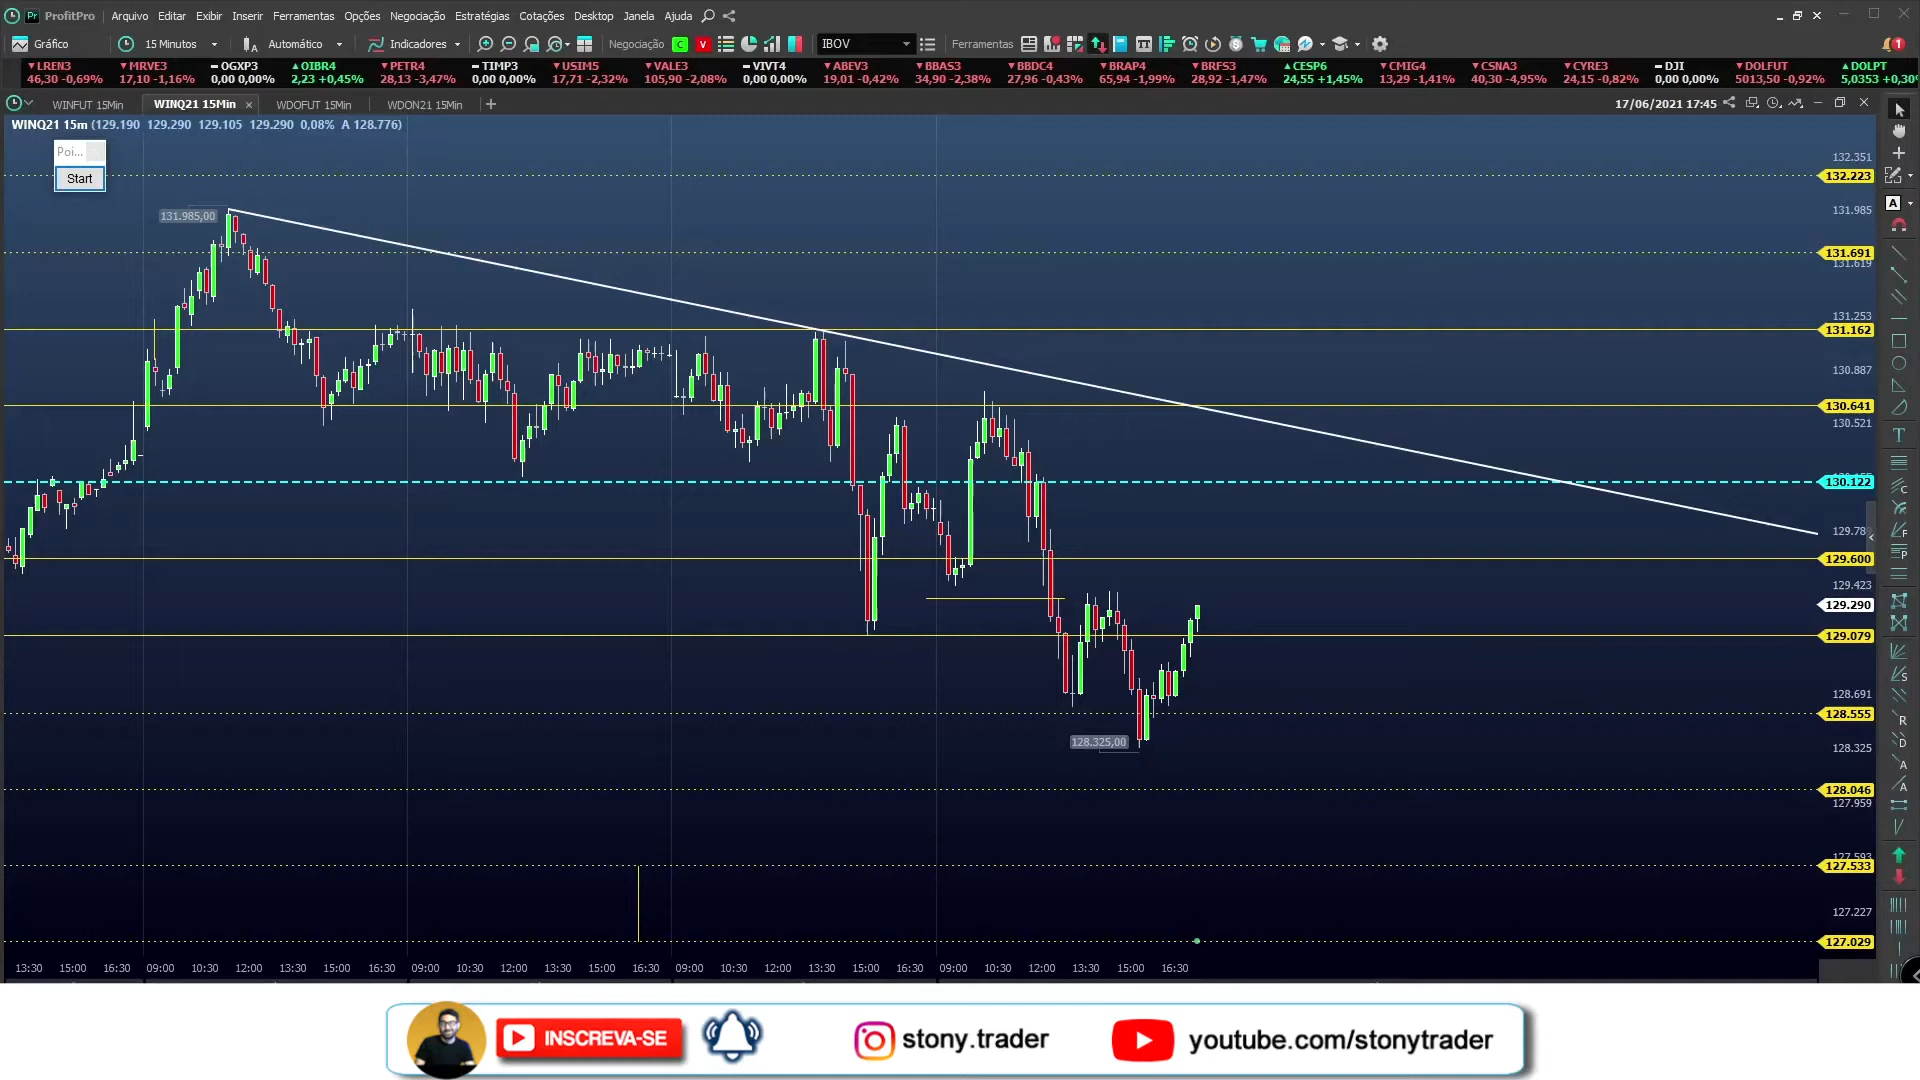 Pr ProfitPro Arquivo Editar Exibir Inserir Ferramentas Opções Negociação Estratégias Cotações Desktop Janela Ajuda
Gráfico 15 Minutos Automático Indicadores Negociação C V IBOV Ferramentas 1
LREN3 MRVE3 OGXP3 OIBR4 PETR4 TIMP3 USIM5 VALE3 VIVT4 ABEV3 BBAS3 BBDC4 BRAP4 BRFS3 CESP6 CMIG4 CSNA3 CYRE3 DJI DOLFUT DOLPT
46,30 -0,69% 17,10 -1,16% 0,00 0,00% 2,23 +0,45% 28,13 -3,47% 0,00 0,00% 17,71 -2,32% 105,90 -2,08% 0,00 0,00% 19,01 -0,42% 34,90 -2,38% 27,96 -0,43% 65,94 -1,99% 28,92 -1,47% 24,55 +1,45% 13,29 -1,41% 40,30 -4,95% 24,15 -0,82% 0,00 0,00% 5013,50 -0,92% 5,0353 +0,30%
WINFUT 15Min WINQ21 15Min WDOFUT 15Min WDON21 15Min 17/06/2021 17:45
WINQ21 15m (129.190 129.290 129.105 129.290 0,08% A 128.776)
Poi...
Start
132.351
132.223
131.985,00
131.985
131.691
131.619
131.253
131.162
130.887
130.641
130.521
130.122
129.78
129.600
129.423
129.290
129.079
128.691
128.555
128.325,00
128.325
128.046
127.959
127.593
127.533
127.227
127.029
13:30 15:00 16:30 09:00 10:30 12:00 13:30 15:00 16:30 09:00 10:30 12:00 13:30 15:00 16:30 09:00 10:30 12:00 13:30 15:00 16:30 09:00 10:30 12:00 13:30 15:00 16:30
INSCREVA-SE stony.trader youtube.com/stonytrader